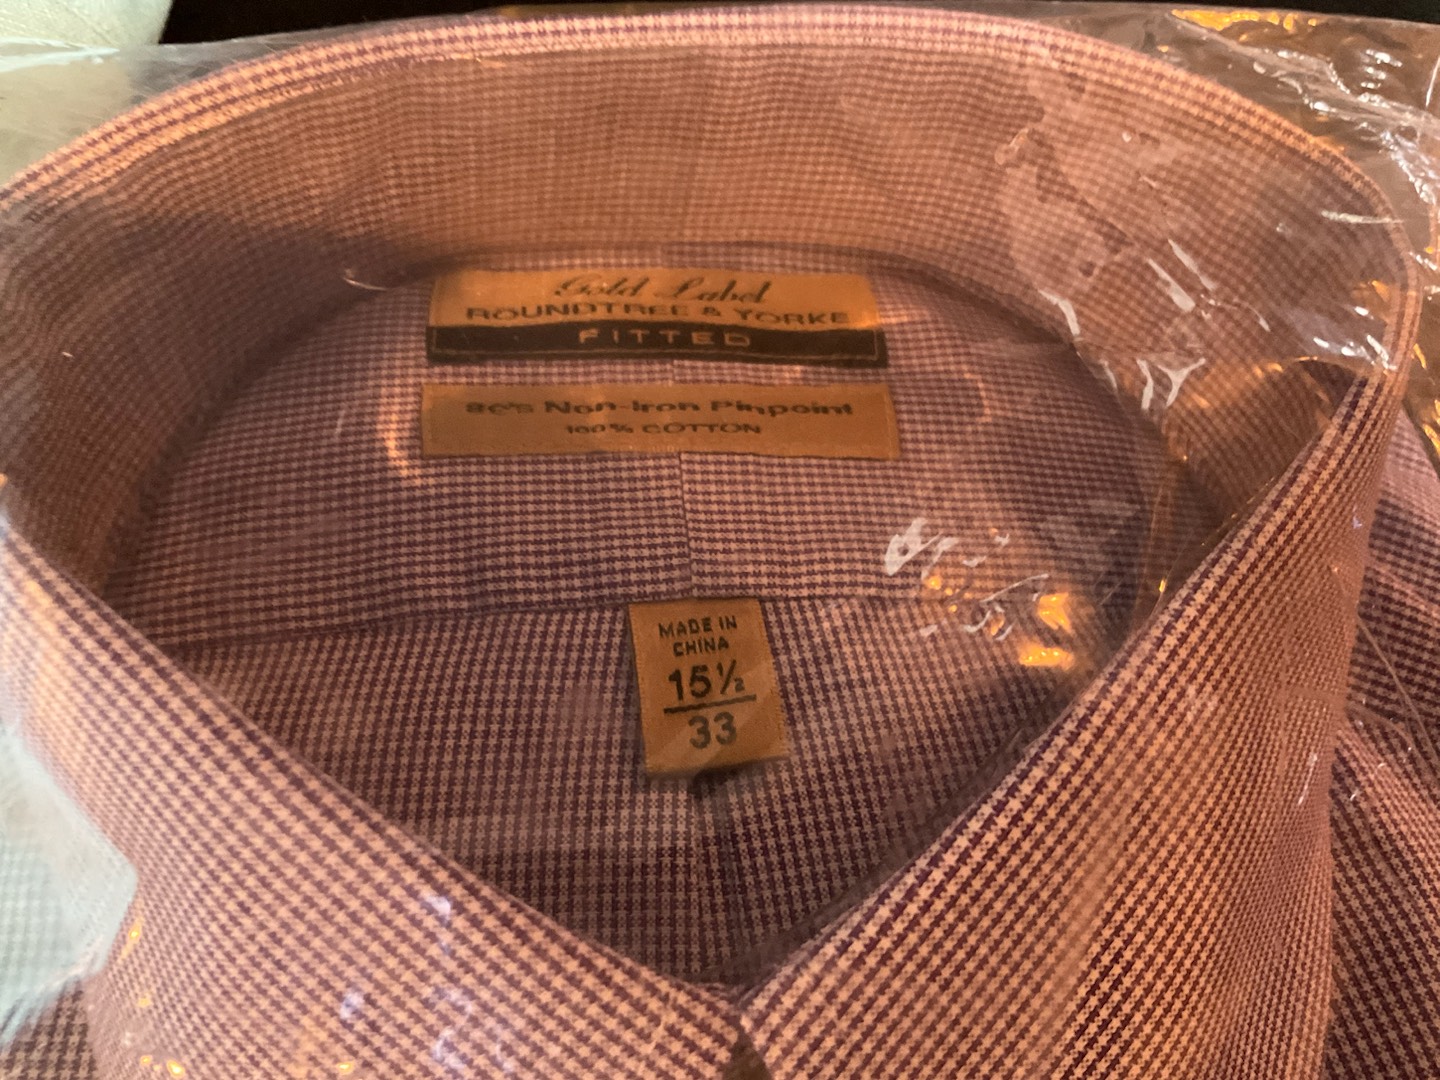 Gold Label
ROUNDTREE & YORKE
FITTED
80's Non-Iron Pinpoint
100% COTTON
MADE IN
CHINA
15½
33